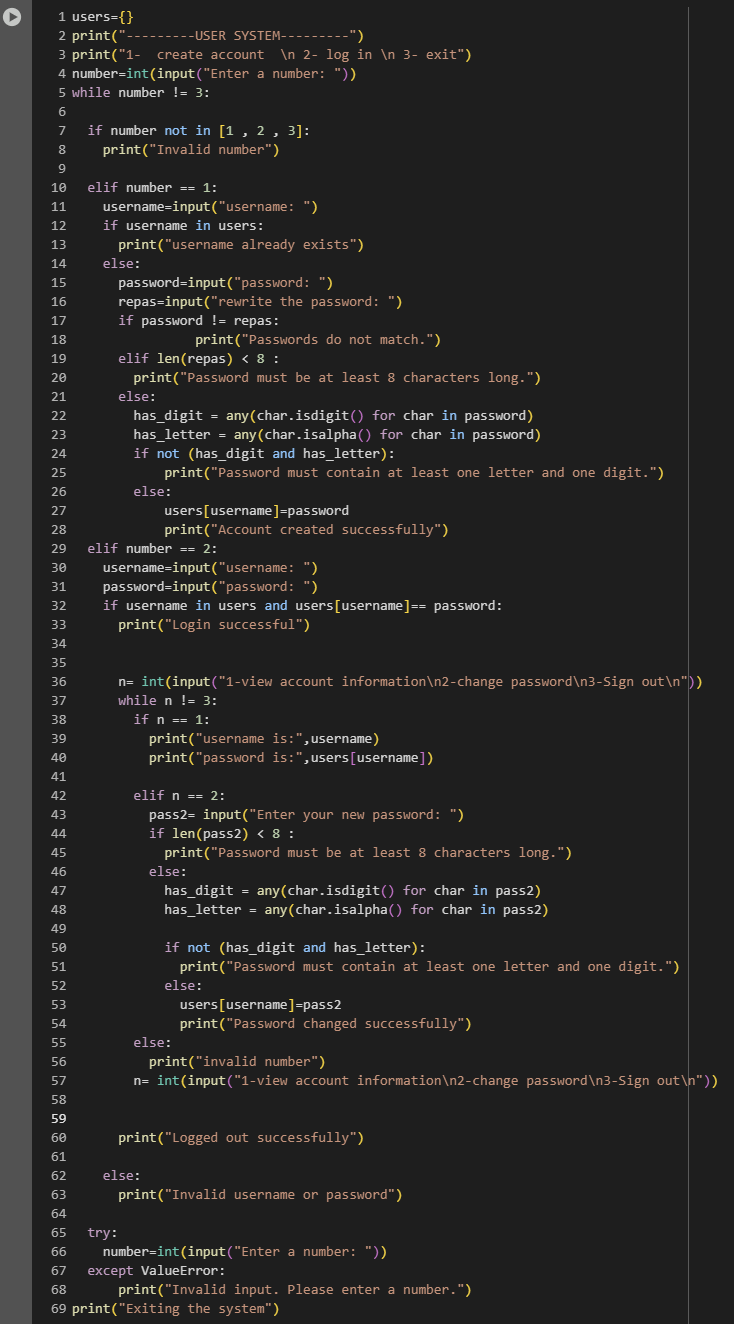 1 users={}
2 print("---------USER SYSTEM---------")
3 print("1-  create account  \n 2- log in \n 3- exit")
4 number=int(input("Enter a number: "))
5 while number != 3:
6
7   if number not in [1 , 2 , 3]:
8     print("Invalid number")
9
10   elif number == 1:
11     username=input("username: ")
12     if username in users:
13       print("username already exists")
14     else:
15       password=input("password: ")
16       repas=input("rewrite the password: ")
17       if password != repas:
18                 print("Passwords do not match.")
19       elif len(repas) < 8 :
20         print("Password must be at least 8 characters long.")
21       else:
22         has_digit = any(char.isdigit() for char in password)
23         has_letter = any(char.isalpha() for char in password)
24         if not (has_digit and has_letter):
25             print("Password must contain at least one letter and one digit.")
26         else:
27             users[username]=password
28             print("Account created successfully")
29   elif number == 2:
30     username=input("username: ")
31     password=input("password: ")
32     if username in users and users[username]== password:
33       print("Login successful")
34
35
36       n= int(input("1-view account information\n2-change password\n3-Sign out\n"))
37       while n != 3:
38         if n == 1:
39           print("username is:",username)
40           print("password is:",users[username])
41
42         elif n == 2:
43           pass2= input("Enter your new password: ")
44           if len(pass2) < 8 :
45             print("Password must be at least 8 characters long.")
46           else:
47             has_digit = any(char.isdigit() for char in pass2)
48             has_letter = any(char.isalpha() for char in pass2)
49
50             if not (has_digit and has_letter):
51               print("Password must contain at least one letter and one digit.")
52             else:
53               users[username]=pass2
54               print("Password changed successfully")
55         else:
56           print("invalid number")
57         n= int(input("1-view account information\n2-change password\n3-Sign out\n"))
58
59
60       print("Logged out successfully")
61
62     else:
63       print("Invalid username or password")
64
65   try:
66     number=int(input("Enter a number: "))
67   except ValueError:
68       print("Invalid input. Please enter a number.")
69 print("Exiting the system")